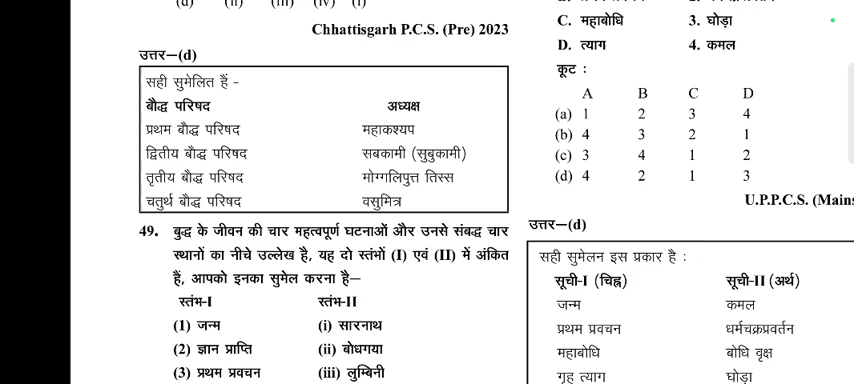 (ii) (iii) (iv) (i)
Chhattisgarh P.C.S. (Pre) 2023
उत्तर–(d)
सही सुमेलित हैं -
बौद्ध परिषद अध्यक्ष
प्रथम बौद्ध परिषद महाकश्यप
द्वितीय बौद्ध परिषद सबकामी (सुबुकामी)
तृतीय बौद्ध परिषद मोग्गलिपुत्त तिस्स
चतुर्थ बौद्ध परिषद वसुमित्र
49. बुद्ध के जीवन की चार महत्वपूर्ण घटनाओं और उनसे संबद्ध चार
स्थानों का नीचे उल्लेख है, यह दो स्तंभों (I) एवं (II) में अंकित
हैं, आपको इनका सुमेल करना है—
स्तंभ-I स्तंभ-II
(1) जन्म (i) सारनाथ
(2) ज्ञान प्राप्ति (ii) बोधगया
(3) प्रथम प्रवचन (iii) लुम्बिनी
C. महाबोधि 3. घोड़ा
D. त्याग 4. कमल
कूट :
A B C D
(a) 1 2 3 4
(b) 4 3 2 1
(c) 3 4 1 2
(d) 4 2 1 3
U.P.P.C.S. (Mains
उत्तर–(d)
सही सुमेलन इस प्रकार है :
सूची-I (चिह्न) सूची-II (अर्थ)
जन्म कमल
प्रथम प्रवचन धर्मचक्रप्रवर्तन
महाबोधि बोधि वृक्ष
गृह त्याग घोड़ा